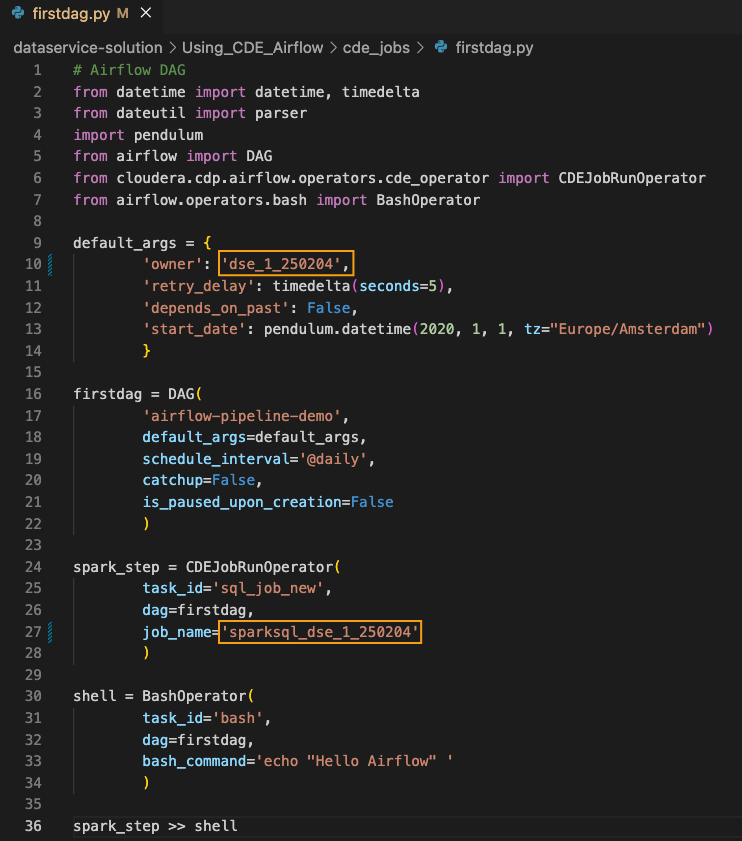 firstdag.py M ×
dataservice-solution > Using_CDE_Airflow > cde_jobs > firstdag.py
1 # Airflow DAG
2 from datetime import datetime, timedelta
3 from dateutil import parser
4 import pendulum
5 from airflow import DAG
6 from cloudera.cdp.airflow.operators.cde_operator import CDEJobRunOperator
7 from airflow.operators.bash import BashOperator
8
9 default_args = {
10         'owner': 'dse_1_250204',
11         'retry_delay': timedelta(seconds=5),
12         'depends_on_past': False,
13         'start_date': pendulum.datetime(2020, 1, 1, tz="Europe/Amsterdam")
14         }
15
16 firstdag = DAG(
17         'airflow-pipeline-demo',
18         default_args=default_args,
19         schedule_interval='@daily',
20         catchup=False,
21         is_paused_upon_creation=False
22         )
23
24 spark_step = CDEJobRunOperator(
25         task_id='sql_job_new',
26         dag=firstdag,
27         job_name='sparksql_dse_1_250204'
28         )
29
30 shell = BashOperator(
31         task_id='bash',
32         dag=firstdag,
33         bash_command='echo "Hello Airflow" '
34         )
35
36 spark_step >> shell